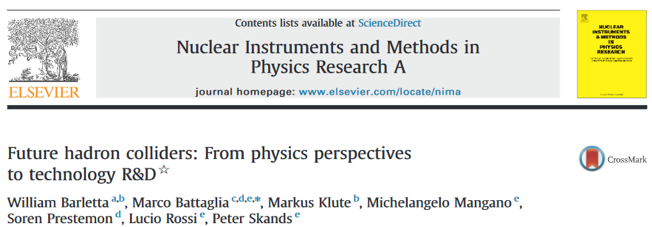 Contents lists available at ScienceDirect
Nuclear Instruments and Methods in
Physics Research A
journal homepage: www.elsevier.com/locate/nima
ELSEVIER
NUCLEAR
INSTRUMENTS
& METHODS
IN
PHYSICS
RESEARCH
Future hadron colliders: From physics perspectives
to technology R&D☆
CrossMark
William Barletta a,b, Marco Battaglia c,d,e,*, Markus Klute b, Michelangelo Mangano e,
Soren Prestemon d, Lucio Rossi e, Peter Skands e